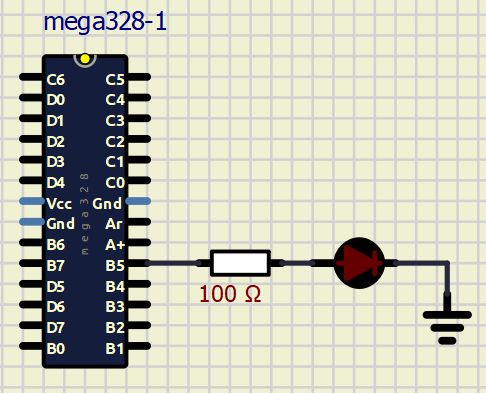 mega328-1
C6 C5
D0 C4
D1 C3
D2 C2
D3 C1
D4 C0
Vcc Gnd
Gnd Ar
B6 A+
B7 B5
D5 B4
D6 B3
D7 B2
B0 B1
mega328
100 Ω